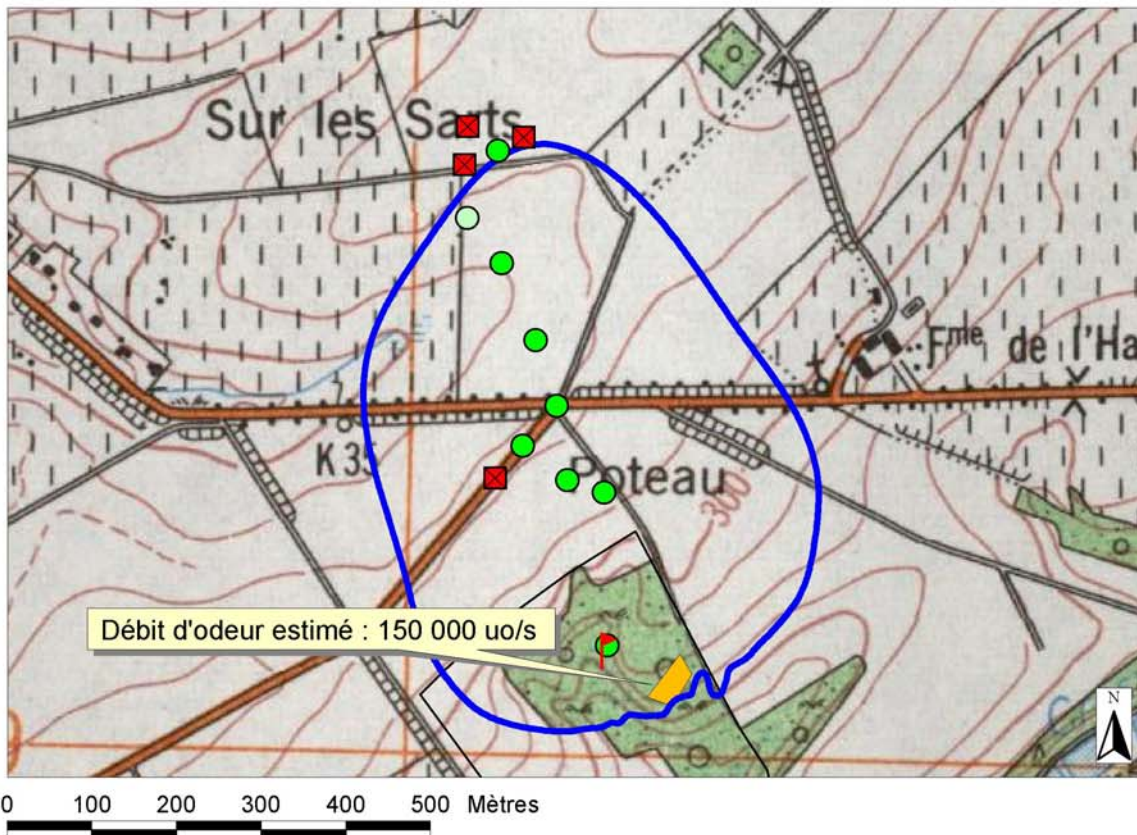 Sur les Sarts
Fme de l'Ha
K 35
Poteau
300
Débit d'odeur estimé : 150 000 uo/s
N
0 100 200 300 400 500 Mètres